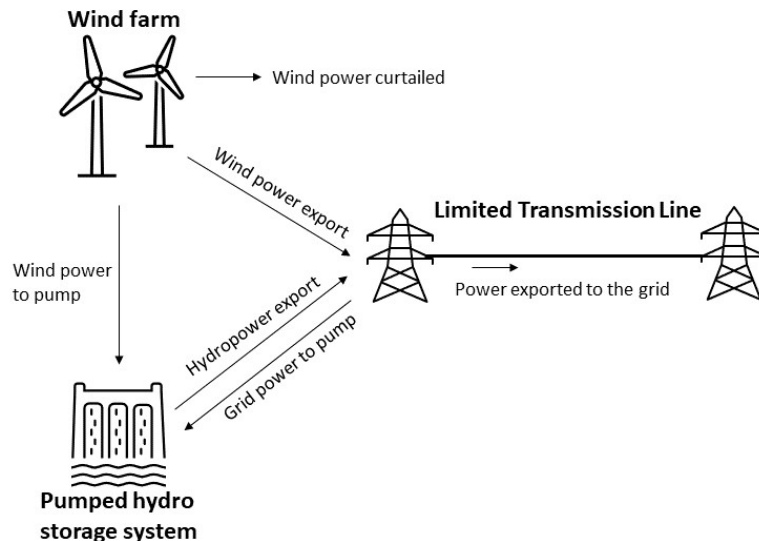 Wind farm
Wind power curtailed
Wind power export
Limited Transmission Line
Wind power
to pump
Power exported to the grid
Hydropower export
Grid power to pump
Pumped hydro
storage system